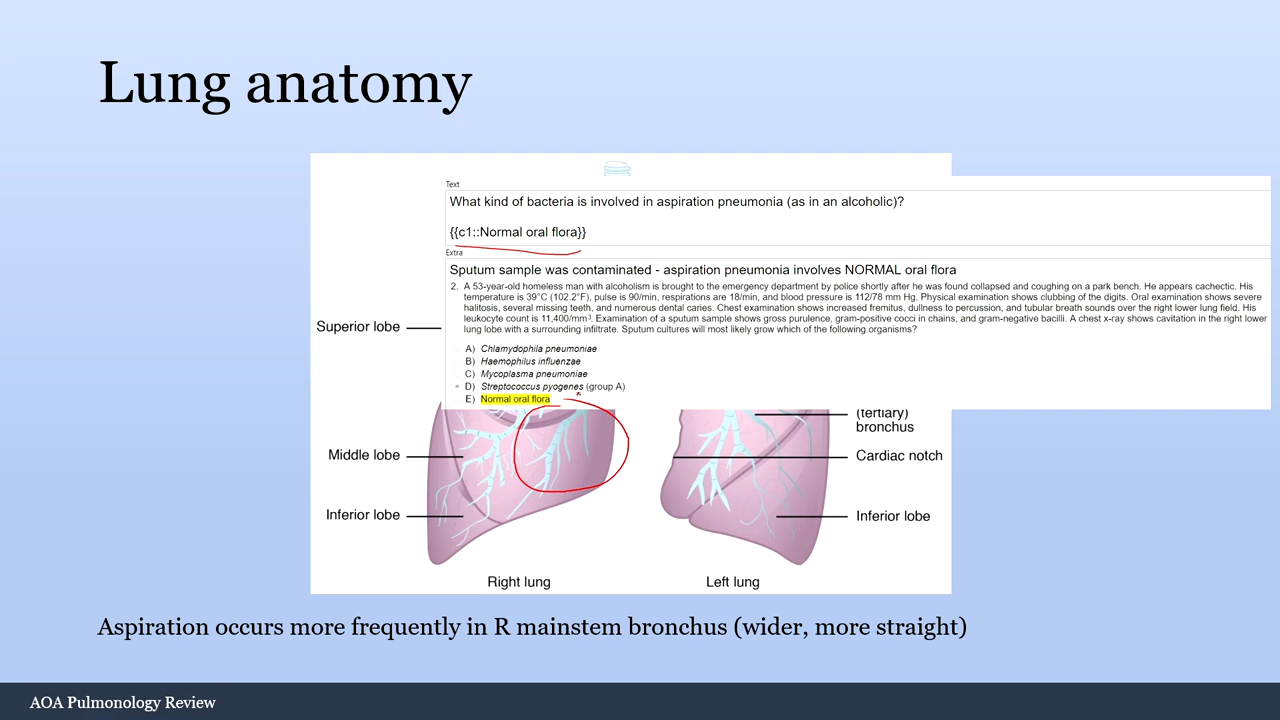 Lung anatomy
Text
What kind of bacteria is involved in aspiration pneumonia (as in an alcoholic)?
{{c1::Normal oral flora}}
Extra
Sputum sample was contaminated - aspiration pneumonia involves NORMAL oral flora
2. A 53-year-old homeless man with alcoholism is brought to the emergency department by police shortly after he was found collapsed and coughing on a park bench. He appears cachectic. His
temperature is 39°C (102.2°F), pulse is 90/min, respirations are 18/min, and blood pressure is 112/78 mm Hg. Physical examination shows clubbing of the digits. Oral examination shows severe
halitosis, several missing teeth, and numerous dental caries. Chest examination shows increased fremitus, dullness to percussion, and tubular breath sounds over the right lower lung field. His
leukocyte count is 11,400/mm³. Examination of a sputum sample shows gross purulence, gram-positive cocci in chains, and gram-negative bacilli. A chest x-ray shows cavitation in the right lower
lung lobe with a surrounding infiltrate. Sputum cultures will most likely grow which of the following organisms?
A) Chlamydophila pneumoniae
B) Haemophilus influenzae
C) Mycoplasma pneumoniae
D) Streptococcus pyogenes (group A)
E) Normal oral flora
Superior lobe
Middle lobe
Inferior lobe
(tertiary)
bronchus
Cardiac notch
Inferior lobe
Right lung
Left lung
Aspiration occurs more frequently in R mainstem bronchus (wider, more straight)
AOA Pulmonology Review